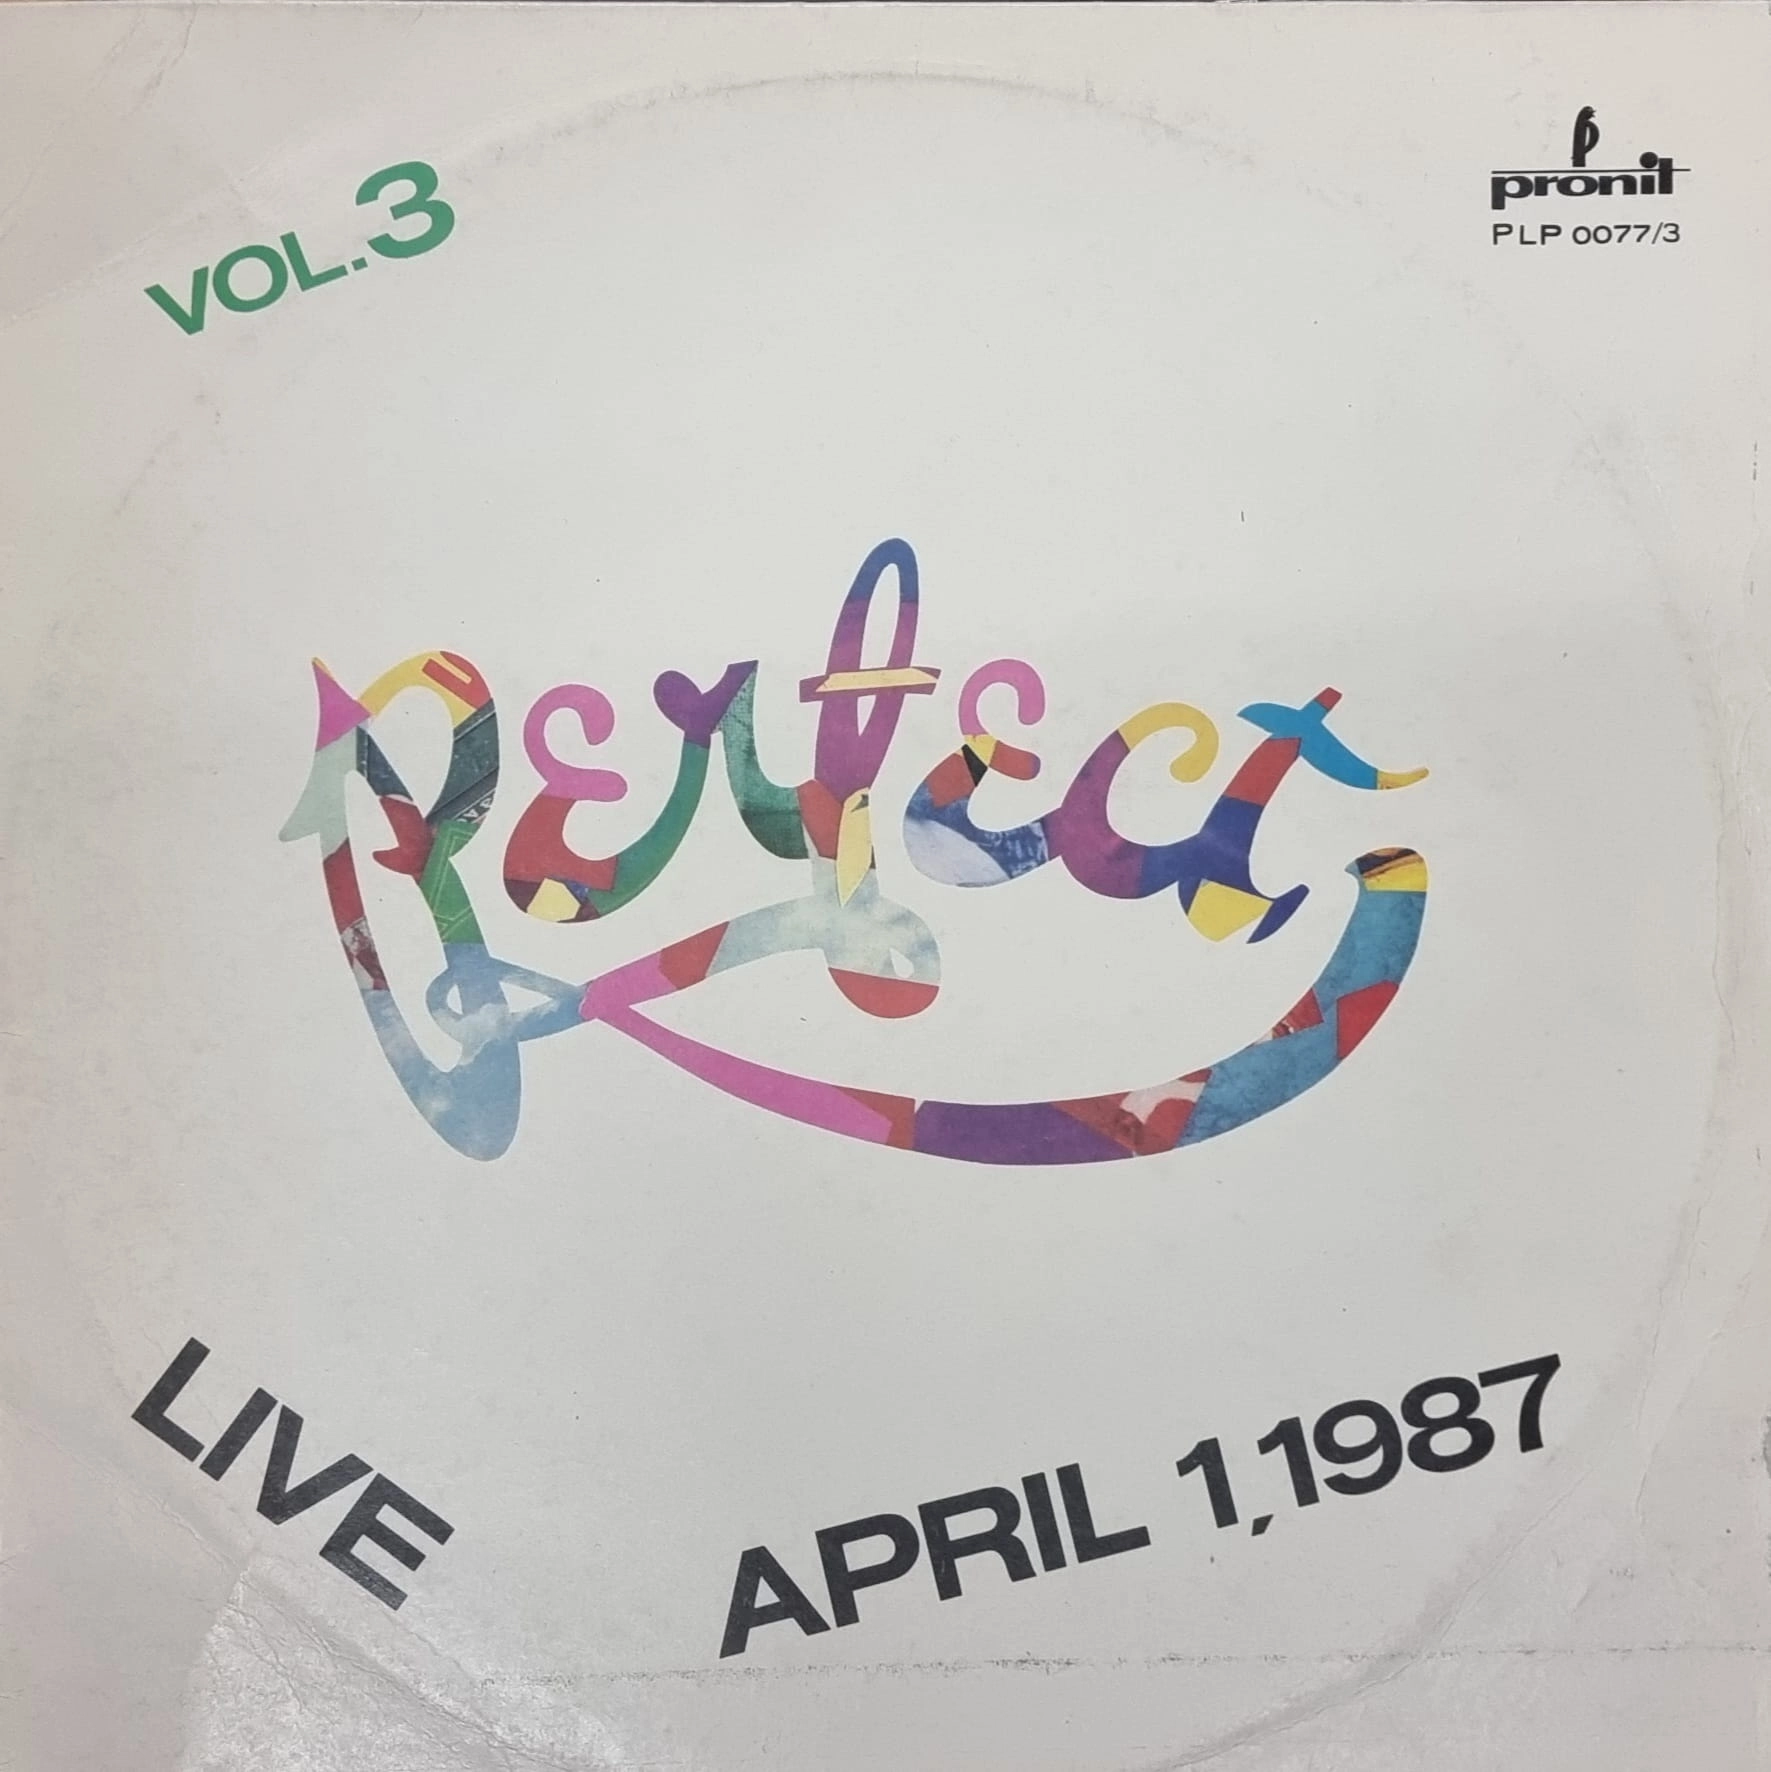 VOL.3
pronit
PLP 0077/3
Perfect
LIVE
APRIL 1, 1987